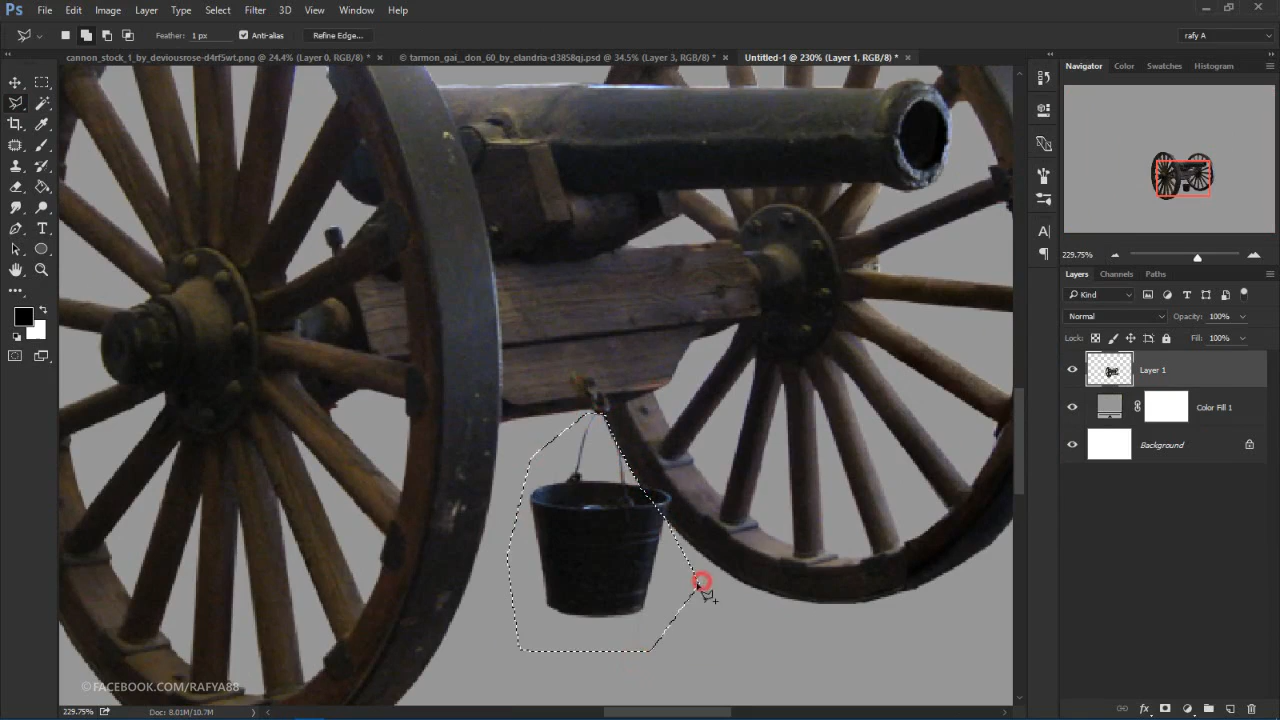 Ps File Edit Image Layer Type Select Filter 3D View Window Help
Feather: 1 px Anti-alias Refine Edge... rafy A
cannon_stock_1_by_deviousrose-d4rf5wt.png @ 24.4% (Layer 0, RGB/8) * × © tarmon_gai__don_60_by_elandria-d3858qj.psd @ 34.5% (Layer 3, RGB/8) * × Untitled-1 @ 230% (Layer 1, RGB/8) * ×
Navigator Color Swatches Histogram
229.75%
Layers Channels Paths
Kind
Normal Opacity: 100%
Lock: Fill: 100%
Layer 1
Color Fill 1
Background
©FACEBOOK.COM/RAFYA88
229.75% Doc: 8.01M/10.7M